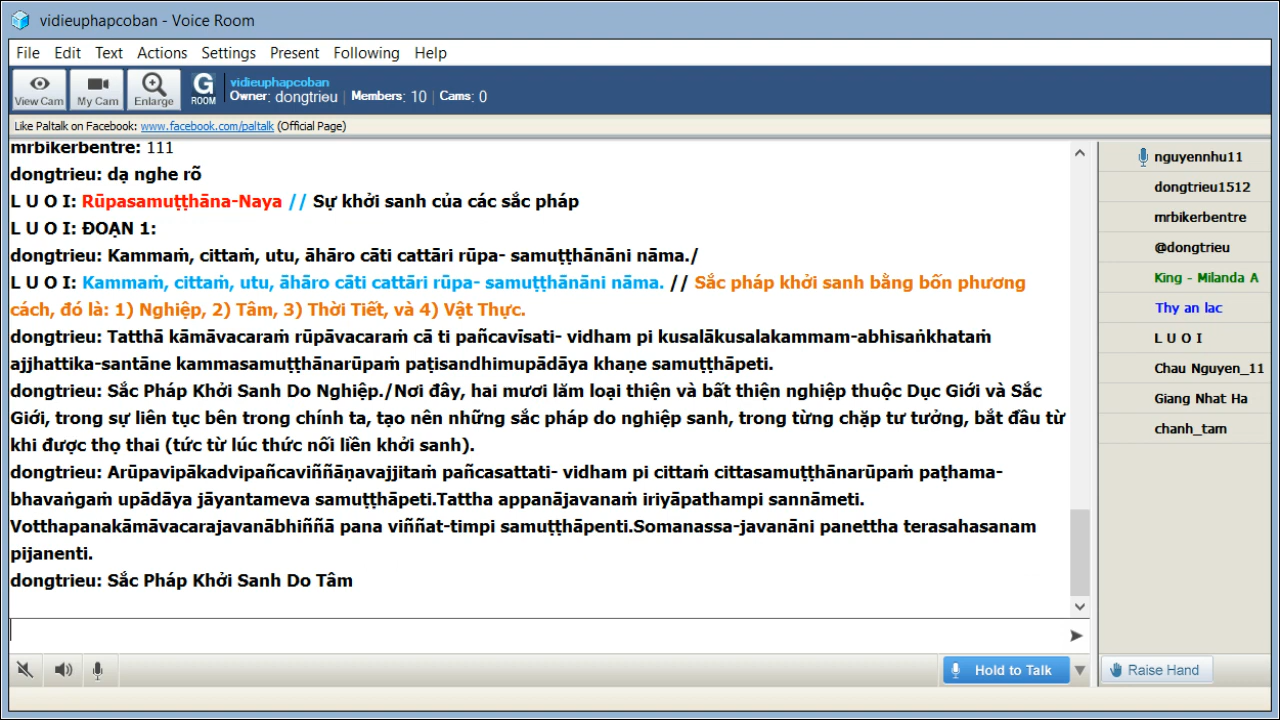 vidieuphapcoban - Voice Room
File Edit Text Actions Settings Present Following Help
View Cam My Cam Enlarge G ROOM
vidieuphapcoban
Owner: dongtrieu | Members: 10 | Cams: 0
Like Paltalk on Facebook: www.facebook.com/paltalk (Official Page)
mrbikerbentre: 111
dongtrieu: dạ nghe rõ
L U O I: Rūpasamuṭṭhāna-Naya // Sự khởi sanh của các sắc pháp
L U O I: ĐOẠN 1:
dongtrieu: Kammaṁ, cittaṁ, utu, āhāro cāti cattāri rūpa- samuṭṭhānāni nāma./
L U O I: Kammaṁ, cittaṁ, utu, āhāro cāti cattāri rūpa- samuṭṭhānāni nāma. // Sắc pháp khởi sanh bằng bốn phương
cách, đó là: 1) Nghiệp, 2) Tâm, 3) Thời Tiết, và 4) Vật Thực.
dongtrieu: Tatthā kāmāvacaraṁ rūpāvacaraṁ cā ti pañcavīsati- vidham pi kusalākusalakammam-abhisaṅkhataṁ
ajjhattika-santāne kammasamuṭṭhānarūpaṁ paṭisandhimupādāya khaṇe samuṭṭhāpeti.
dongtrieu: Sắc Pháp Khởi Sanh Do Nghiệp./Nơi đây, hai mươi lăm loại thiện và bất thiện nghiệp thuộc Dục Giới và Sắc
Giới, trong sự liên tục bên trong chính ta, tạo nên những sắc pháp do nghiệp sanh, trong từng chặp tư tưởng, bắt đầu từ
khi được thọ thai (tức từ lúc thức nối liền khởi sanh).
dongtrieu: Arūpavipākadvipañcaviññāṇavajjitaṁ pañcasattati- vidham pi cittaṁ cittasamuṭṭhānarūpaṁ paṭhama-
bhavaṅgaṁ upādāya jāyantameva samuṭṭhāpeti.Tattha appanājavanaṁ iriyāpathampi sannāmeti.
Votthapanakāmāvacarajavanābhiññā pana viññat-timpi samuṭṭhāpenti.Somanassa-javanāni panettha terasahasanam
pijanenti.
dongtrieu: Sắc Pháp Khởi Sanh Do Tâm
nguyennhu11
dongtrieu1512
mrbikerbentre
@dongtrieu
King - Milanda A
Thy an lac
L U O I
Chau Nguyen_11
Giang Nhat Ha
chanh_tam
Hold to Talk
Raise Hand